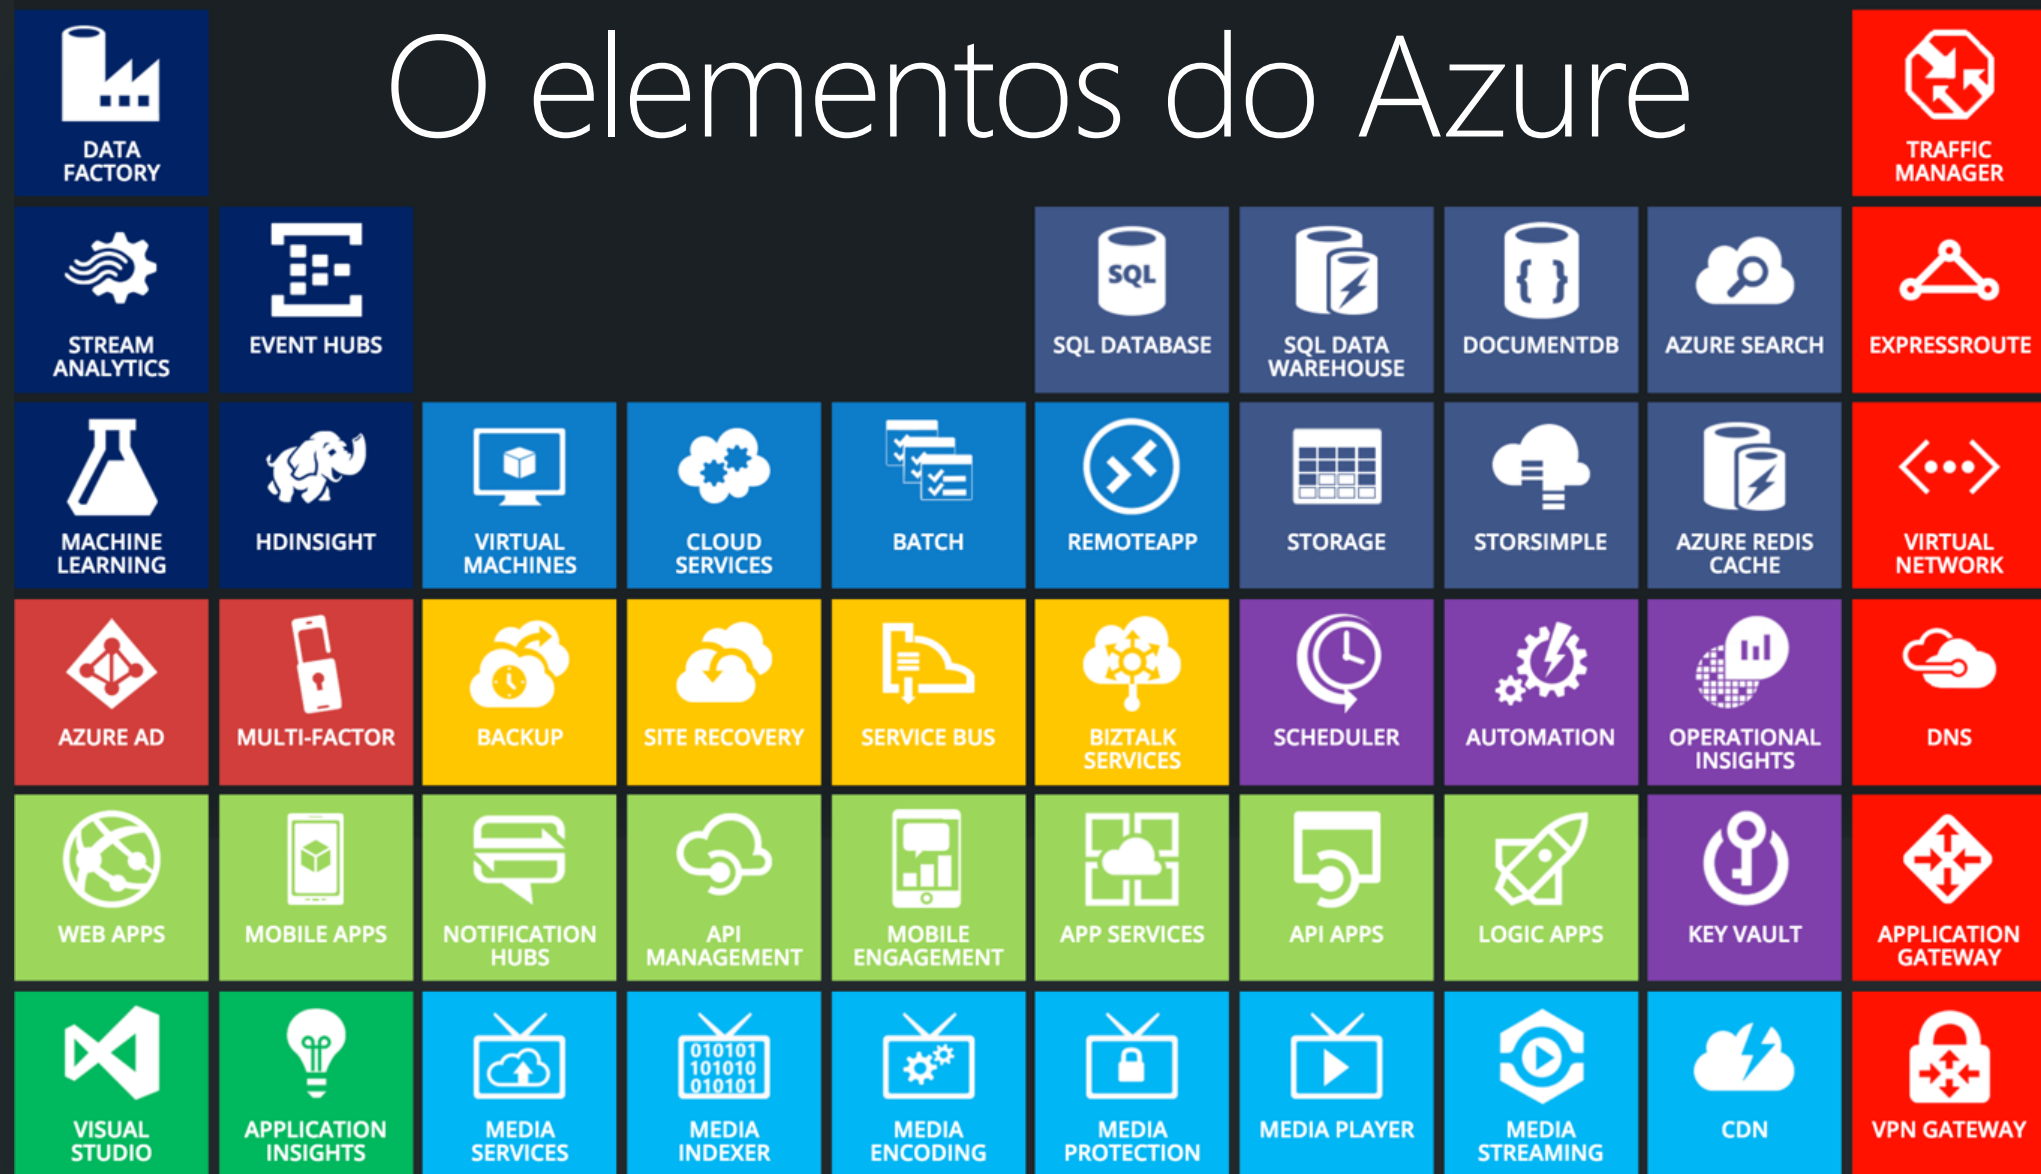 O elementos do Azure
DATA
FACTORY
TRAFFIC
MANAGER
STREAM
ANALYTICS
EVENT HUBS
SQL
SQL DATABASE
SQL DATA
WAREHOUSE
{ }
DOCUMENTDB
AZURE SEARCH
EXPRESSROUTE
MACHINE
LEARNING
HDINSIGHT
VIRTUAL
MACHINES
CLOUD
SERVICES
BATCH
REMOTEAPP
STORAGE
STORSIMPLE
AZURE REDIS
CACHE
VIRTUAL
NETWORK
AZURE AD
MULTI-FACTOR
BACKUP
SITE RECOVERY
SERVICE BUS
BIZTALK
SERVICES
SCHEDULER
AUTOMATION
OPERATIONAL
INSIGHTS
DNS
WEB APPS
MOBILE APPS
NOTIFICATION
HUBS
API
MANAGEMENT
MOBILE
ENGAGEMENT
APP SERVICES
API APPS
LOGIC APPS
KEY VAULT
APPLICATION
GATEWAY
VISUAL
STUDIO
APPLICATION
INSIGHTS
MEDIA
SERVICES
010101
101010
010101
MEDIA
INDEXER
MEDIA
ENCODING
MEDIA
PROTECTION
MEDIA PLAYER
MEDIA
STREAMING
CDN
VPN GATEWAY